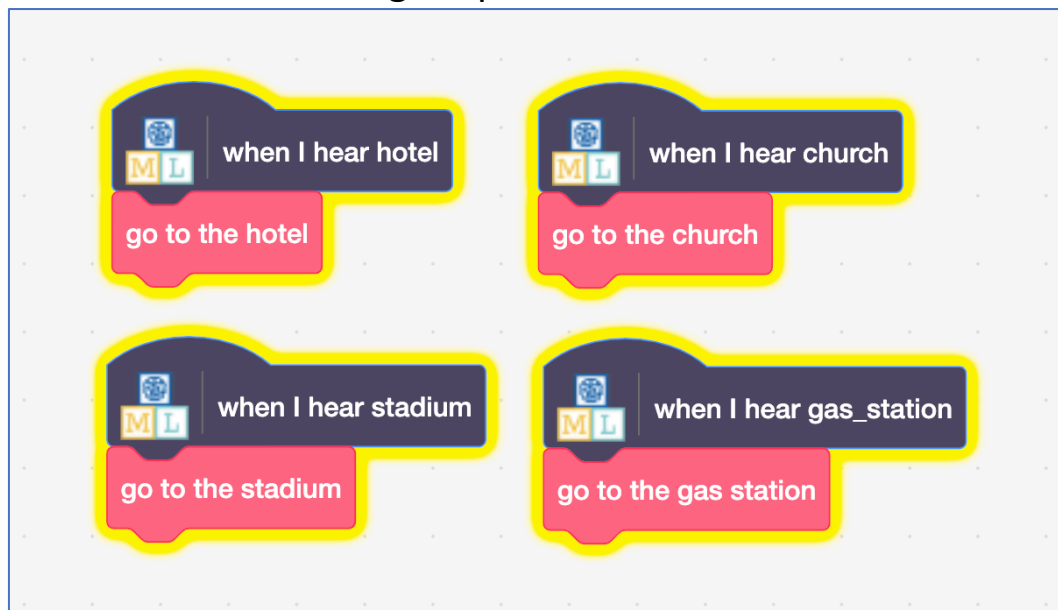 when I hear hotel
go to the hotel
when I hear church
go to the church
when I hear stadium
go to the stadium
when I hear gas_station
go to the gas station
M L
M L
M L
M L